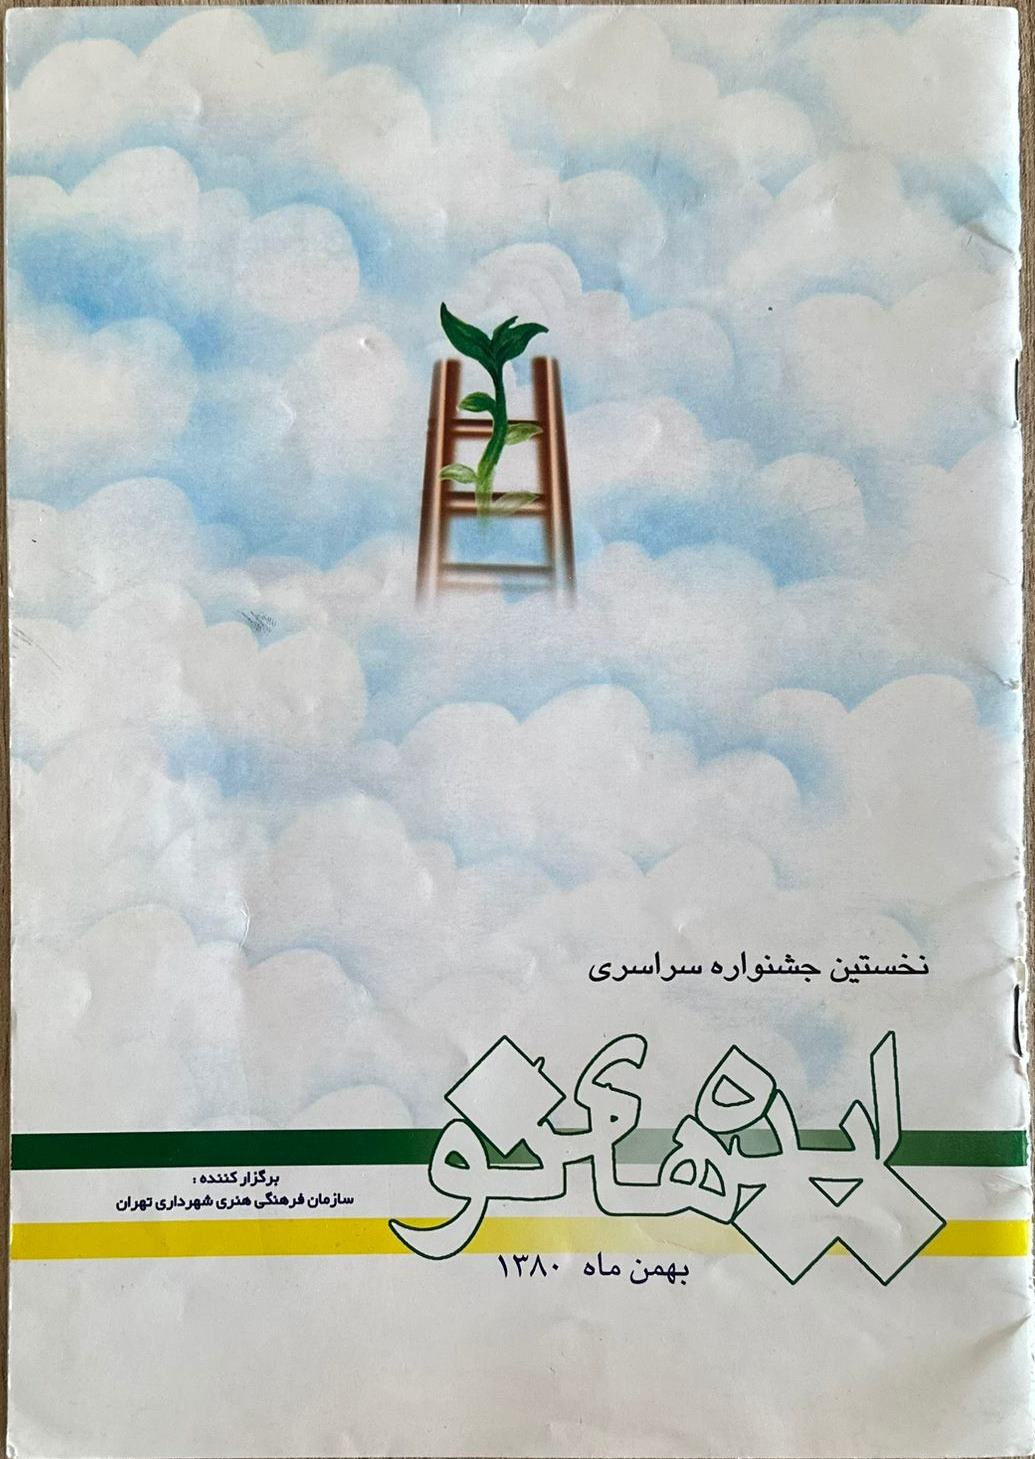 نخستین جشنواره سراسری
ایده های نو
برگزار کننده :
سازمان فرهنگی هنری شهرداری تهران
بهمن ماه ۱۳۸۰